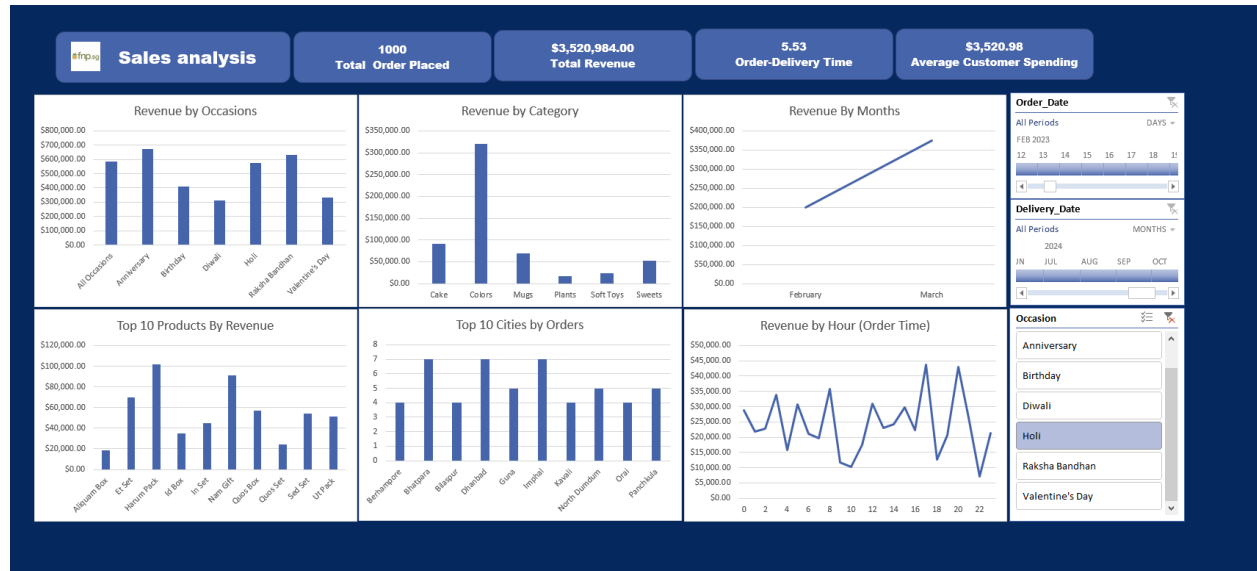 fnp.sg
Sales analysis
1000
Total Order Placed
$3,520,984.00
Total Revenue
5.53
Order-Delivery Time
$3,520.98
Average Customer Spending
Revenue by Occasions
$800,000.00
$700,000.00
$600,000.00
$500,000.00
$400,000.00
$300,000.00
$200,000.00
$100,000.00
$0.00
All Occasions
Anniversary
Birthday
Diwali
Holi
Raksha Bandhan
Valentine's Day
Revenue by Category
$350,000.00
$300,000.00
$250,000.00
$200,000.00
$150,000.00
$100,000.00
$50,000.00
$0.00
Cake Colors Mugs Plants Soft Toys Sweets
Revenue By Months
$400,000.00
$350,000.00
$300,000.00
$250,000.00
$200,000.00
$150,000.00
$100,000.00
$50,000.00
$0.00
February March
Order_Date
All Periods DAYS
FEB 2023
12 13 14 15 16 17 18
Delivery_Date
All Periods MONTHS
2024
JUL AUG SEP OCT
Top 10 Products By Revenue
$120,000.00
$100,000.00
$80,000.00
$60,000.00
$40,000.00
$20,000.00
$0.00
Aliquam Box
Et Set
Harum Pack
Id Box
In Set
Nam Gift
Quos Box
Quos Set
Sad Set
Ut Pack
Top 10 Cities by Orders
8
7
6
5
4
3
2
1
0
Berhampore
Bhatpara
Bilaspur
Dhanbad
Guna
Imphal
Kavali
North Dumdum
Orai
Panchkula
Revenue by Hour (Order Time)
$50,000.00
$45,000.00
$40,000.00
$35,000.00
$30,000.00
$25,000.00
$20,000.00
$15,000.00
$10,000.00
$5,000.00
$0.00
0 2 4 6 8 10 12 14 16 18 20 22
Occasion
Anniversary
Birthday
Diwali
Holi
Raksha Bandhan
Valentine's Day